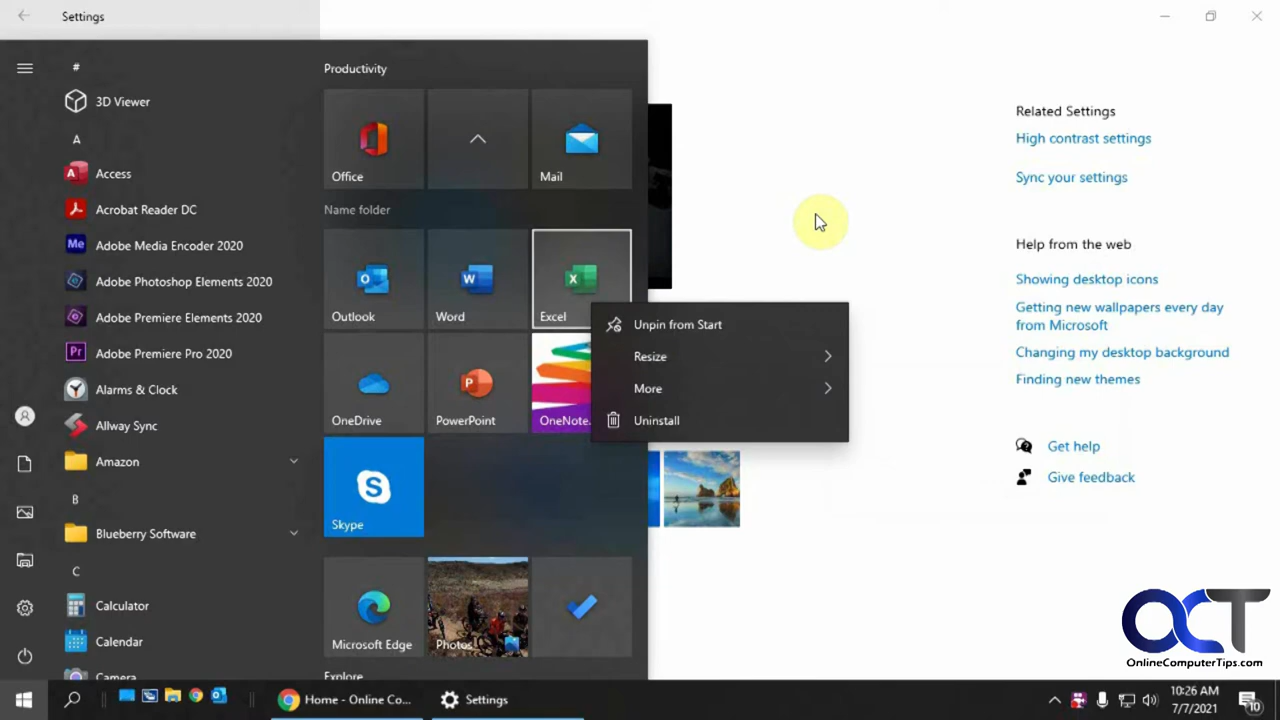 Settings
#
3D Viewer
A
Access
Acrobat Reader DC
Adobe Media Encoder 2020
Adobe Photoshop Elements 2020
Adobe Premiere Elements 2020
Adobe Premiere Pro 2020
Alarms & Clock
Allway Sync
Amazon
B
Blueberry Software
C
Calculator
Calendar
Camera
Productivity
Office
Mail
Name folder
Outlook
Word
Excel
OneDrive
PowerPoint
OneNote...
Skype
Microsoft Edge
Photos
Explore
Unpin from Start
Resize
More
Uninstall
Related Settings
High contrast settings
Sync your settings
Help from the web
Showing desktop icons
Getting new wallpapers every day
from Microsoft
Changing my desktop background
Finding new themes
Get help
Give feedback
OCT
OnlineComputerTips.com
Home - Online Co...
Settings
10:26 AM
7/7/2021
10